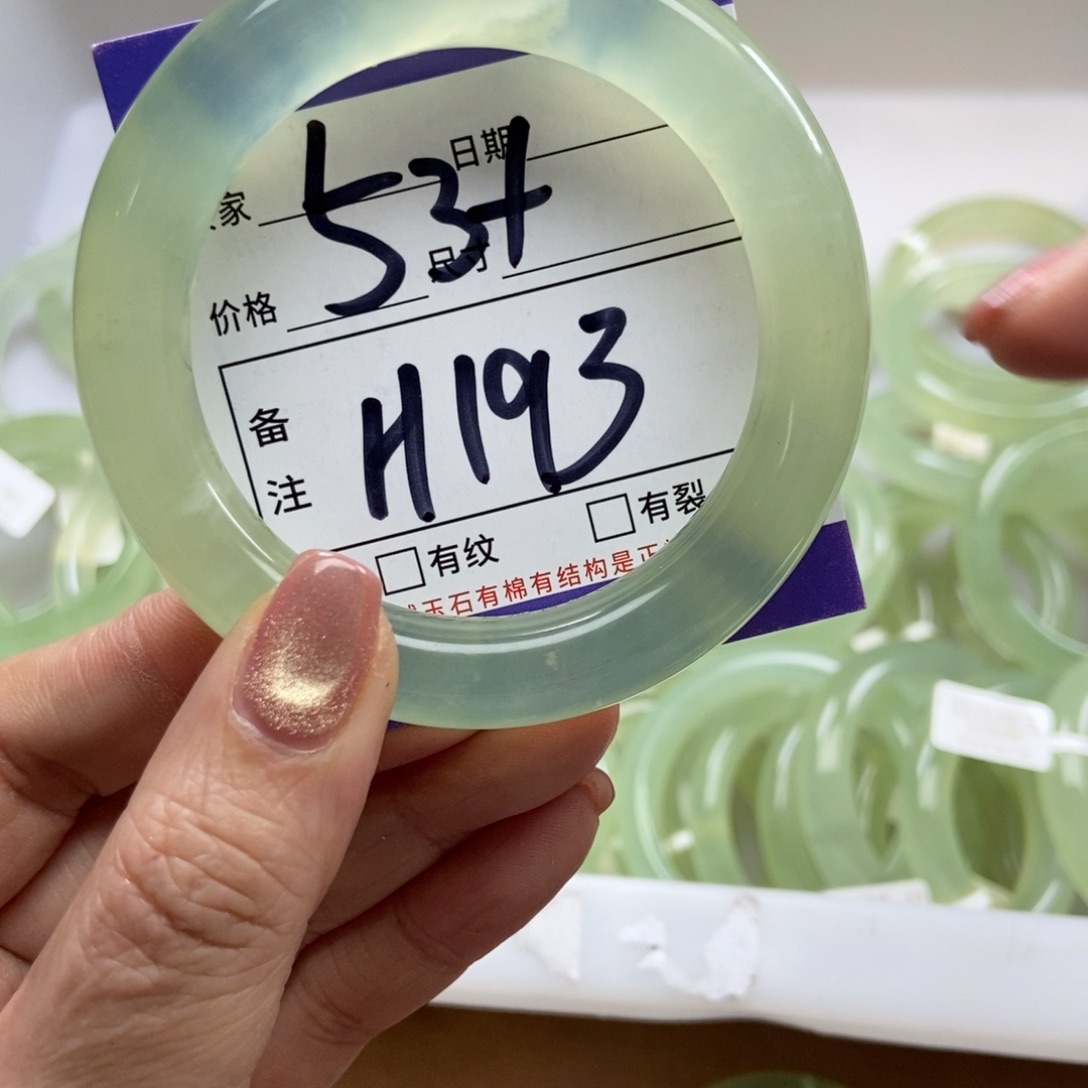 家 日期
53+
价格 尺寸
备注 H193
有纹 有裂
玉石有棉有结构是正